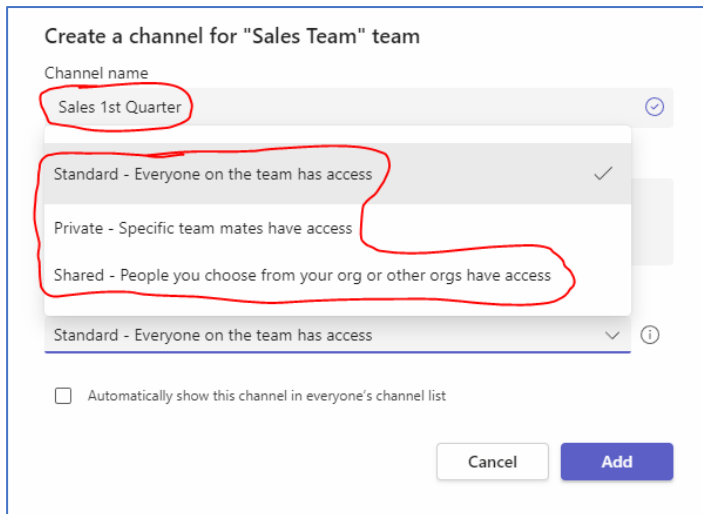 Create a channel for "Sales Team" team
Channel name
Sales 1st Quarter
Standard - Everyone on the team has access
Private - Specific team mates have access
Shared - People you choose from your org or other orgs have access
Standard - Everyone on the team has access
Automatically show this channel in everyone's channel list
Cancel
Add